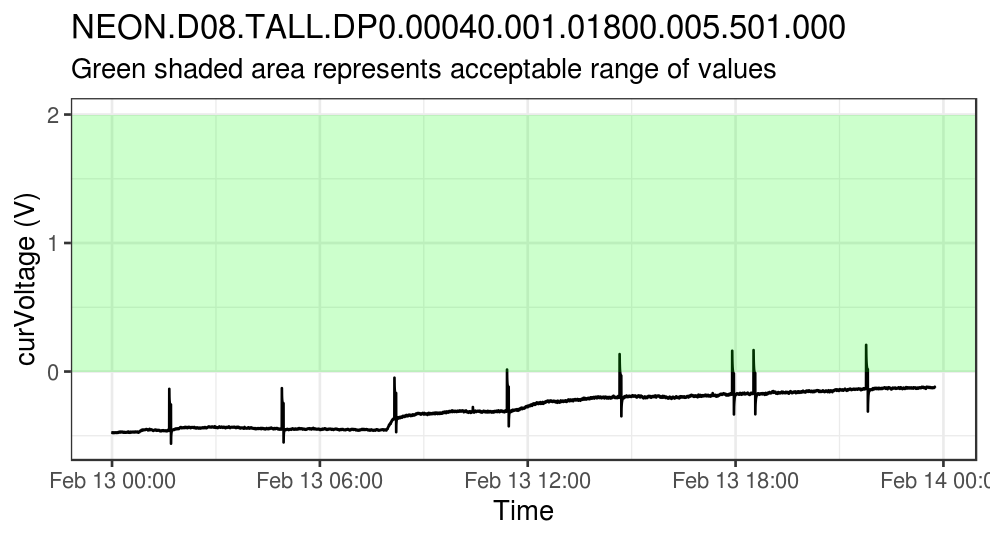 NEON.D08.TALL.DP0.00040.001.01800.005.501.000
Green shaded area represents acceptable range of values
curVoltage (V)
2
1
0
Feb 13 00:00 Feb 13 06:00 Feb 13 12:00 Feb 13 18:00 Feb 14 00:0
Time